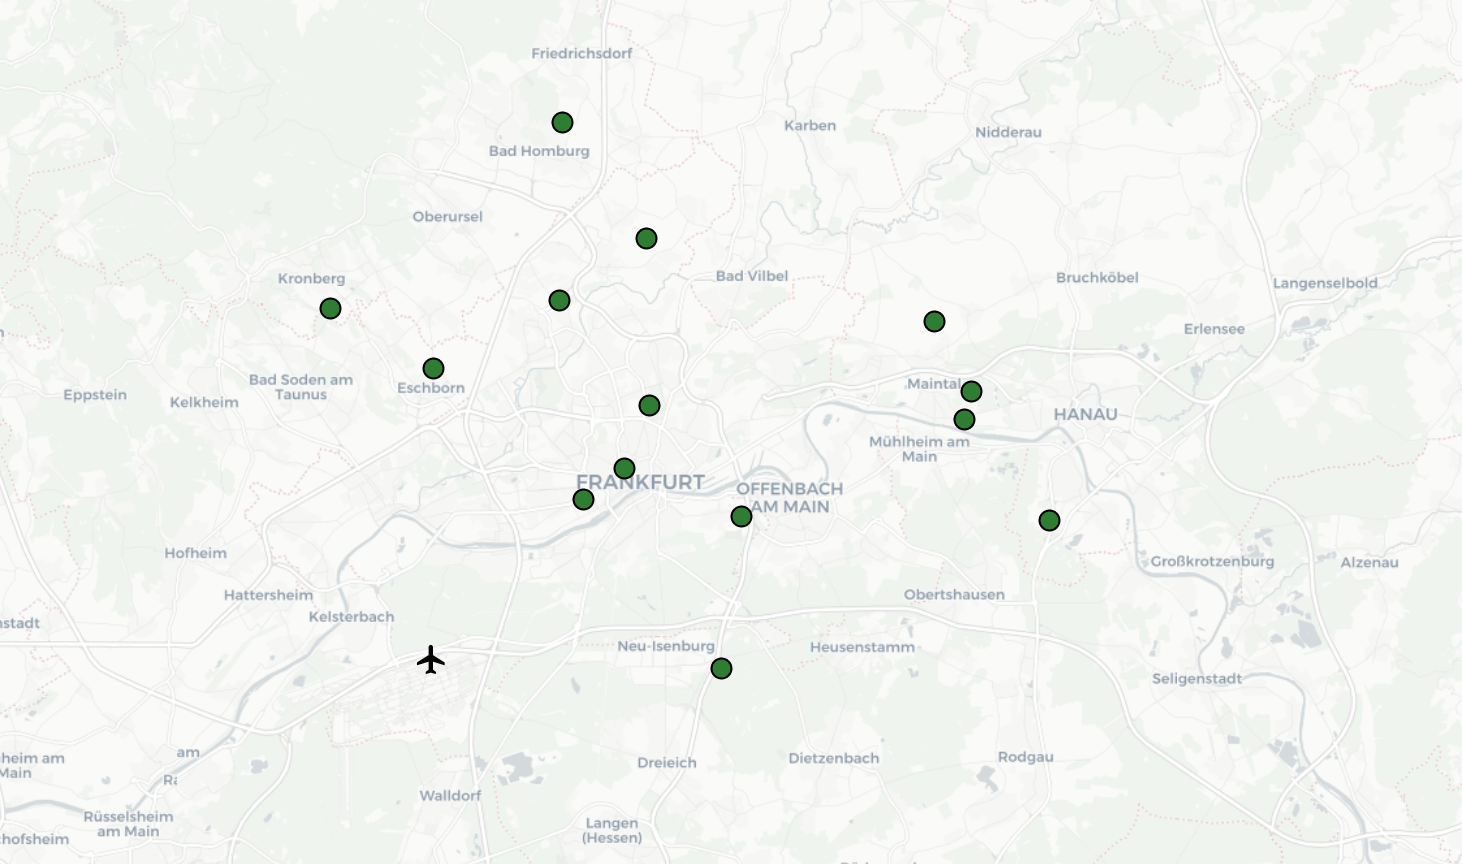 Friedrichsdorf
Karben
Nidderau
Bad Homburg
Oberursel
Kronberg
Bad Vilbel
Bruchköbel
Langenselbold
Erlensee
Bad Soden am
Taunus
Eschborn
Maintal
Eppstein
Kelkheim
HANAU
Mühlheim am
Main
FRANKFURT
OFFENBACH
AM MAIN
Hofheim
Großkrotzenburg
Alzenau
Hattersheim
Obertshausen
Kelsterbach
nstadt
Neu-Isenburg
Heusenstamm
Seligenstadt
am
heim am
Main
Dreieich
Dietzenbach
Rodgau
Walldorf
Rüsselsheim
am Main
Langen
(Hessen)
hofsheim